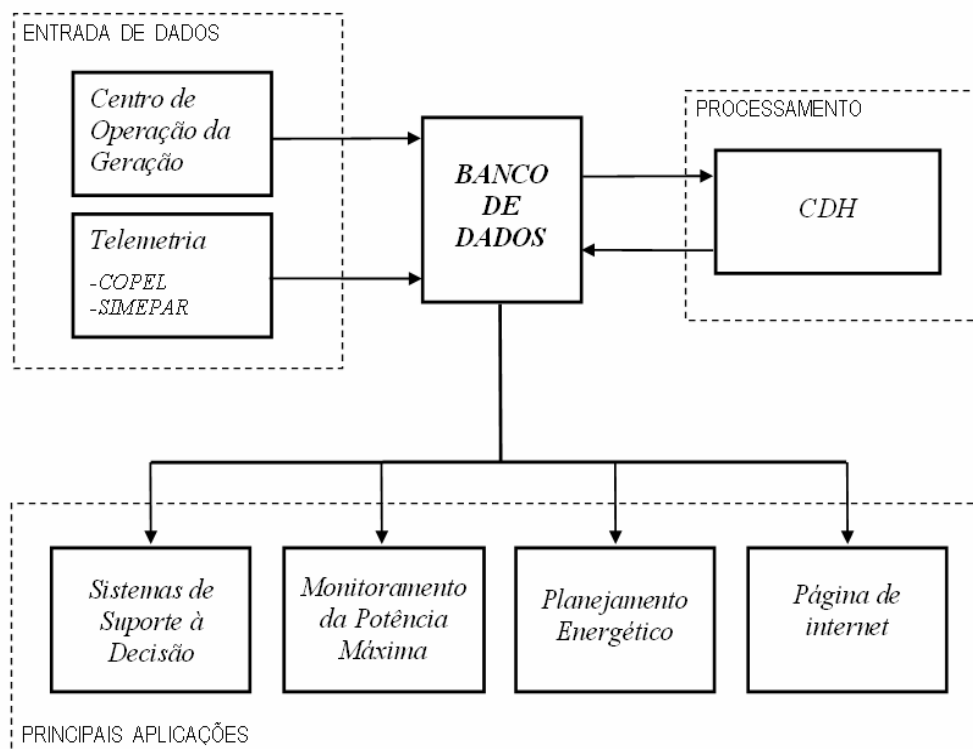 ENTRADA DE DADOS
Centro de
Operação da
Geração
Telemetria
-COPEL
-SIMEPAR
BANCO
DE
DADOS
PROCESSAMENTO
CDH
Sistemas de
Suporte à
Decisão
Monitoramento
da Potência
Máxima
Planejamento
Energético
Página de
internet
PRINCIPAIS APLICAÇÕES